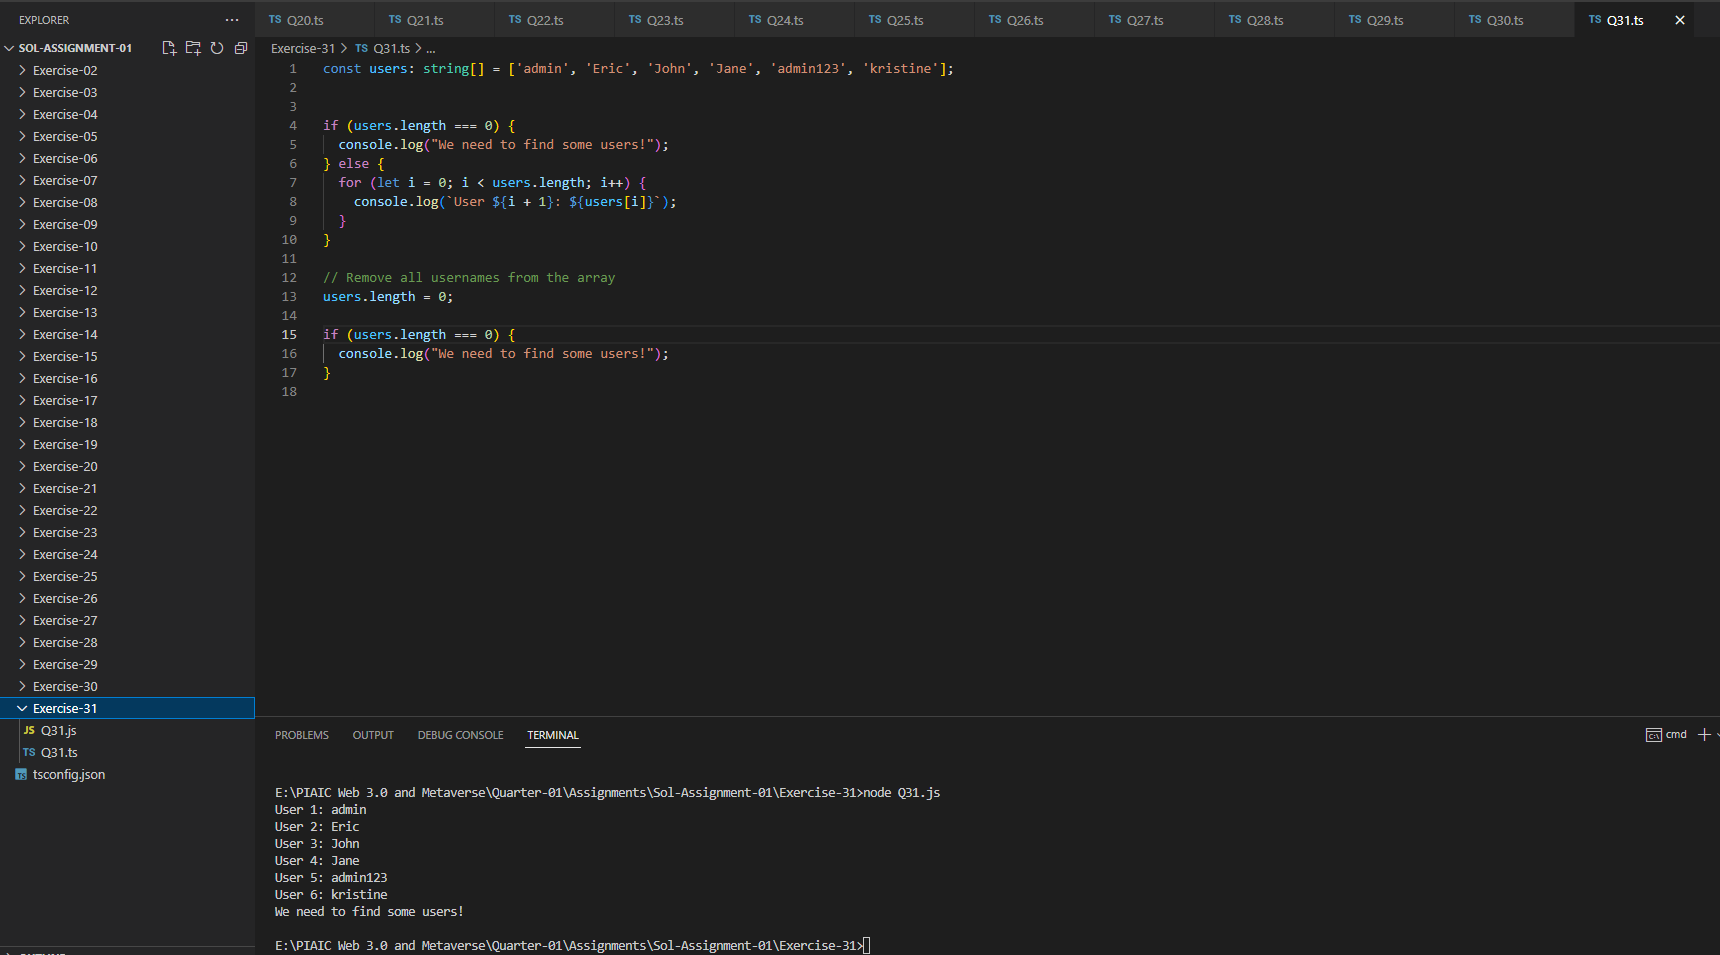 EXPLORER
SOL-ASSIGNMENT-01
Exercise-02
Exercise-03
Exercise-04
Exercise-05
Exercise-06
Exercise-07
Exercise-08
Exercise-09
Exercise-10
Exercise-11
Exercise-12
Exercise-13
Exercise-14
Exercise-15
Exercise-16
Exercise-17
Exercise-18
Exercise-19
Exercise-20
Exercise-21
Exercise-22
Exercise-23
Exercise-24
Exercise-25
Exercise-26
Exercise-27
Exercise-28
Exercise-29
Exercise-30
Exercise-31
JS Q31.js
TS Q31.ts
tsconfig.json
TS Q20.ts TS Q21.ts TS Q22.ts TS Q23.ts TS Q24.ts TS Q25.ts TS Q26.ts TS Q27.ts TS Q28.ts TS Q29.ts TS Q30.ts TS Q31.ts
Exercise-31 > TS Q31.ts > ...
1 const users: string[] = ['admin', 'Eric', 'John', 'Jane', 'admin123', 'kristine'];
2
3
4 if (users.length === 0) {
5 console.log("We need to find some users!");
6 } else {
7 for (let i = 0; i < users.length; i++) {
8 console.log(`User ${i + 1}: ${users[i]}`);
9 }
10 }
11
12 // Remove all usernames from the array
13 users.length = 0;
14
15 if (users.length === 0) {
16 console.log("We need to find some users!");
17 }
18
PROBLEMS OUTPUT DEBUG CONSOLE TERMINAL cmd
E:\PIAIC Web 3.0 and Metaverse\Quarter-01\Assignments\Sol-Assignment-01\Exercise-31>node Q31.js
User 1: admin
User 2: Eric
User 3: John
User 4: Jane
User 5: admin123
User 6: kristine
We need to find some users!
E:\PIAIC Web 3.0 and Metaverse\Quarter-01\Assignments\Sol-Assignment-01\Exercise-31>